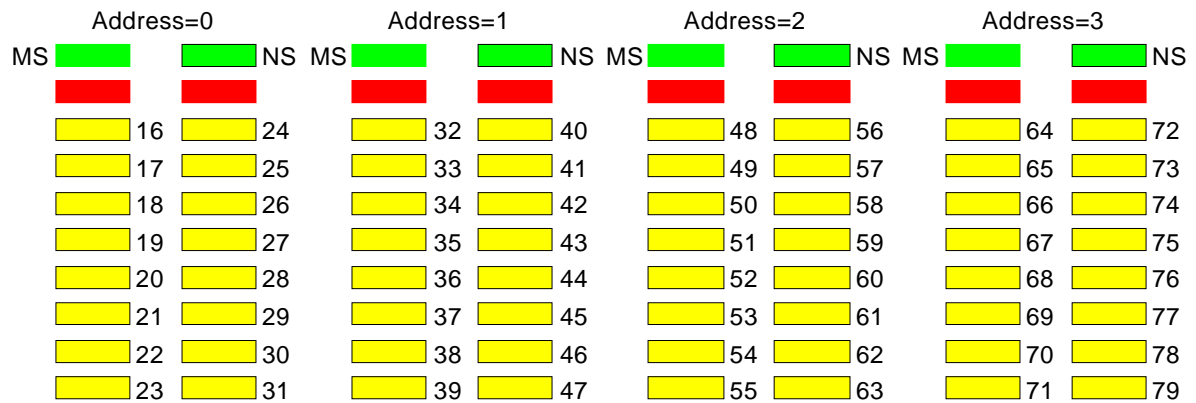 Address=0 Address=1 Address=2 Address=3
MS NS MS NS MS NS MS NS
16 24 32 40 48 56 64 72
17 25 33 41 49 57 65 73
18 26 34 42 50 58 66 74
19 27 35 43 51 59 67 75
20 28 36 44 52 60 68 76
21 29 37 45 53 61 69 77
22 30 38 46 54 62 70 78
23 31 39 47 55 63 71 79